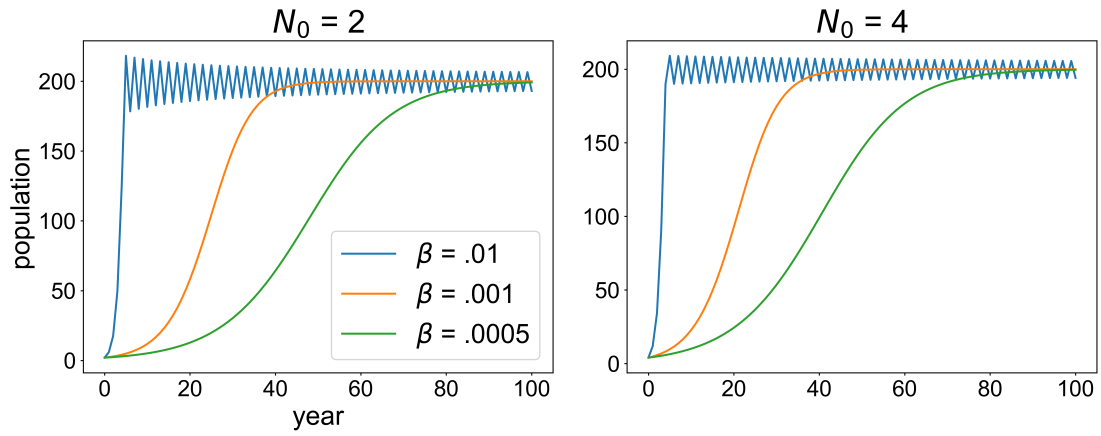 N₀ = 2
population
200
150
100
50
0
β = .01
β = .001
β = .0005
0 20 40 60 80 100
year
N₀ = 4
200
150
100
50
0
0 20 40 60 80 100